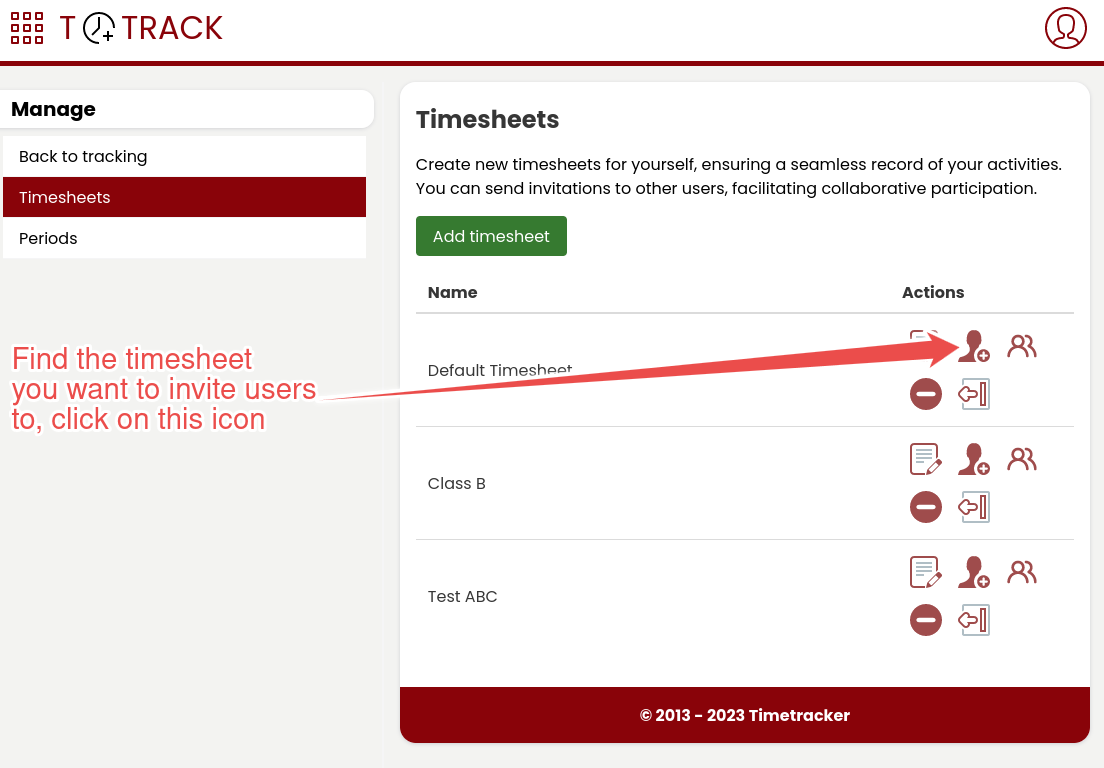 T TRACK
Manage
Back to tracking
Timesheets
Periods
Timesheets
Create new timesheets for yourself, ensuring a seamless record of your activities.
You can send invitations to other users, facilitating collaborative participation.
Add timesheet
Name Actions
Default Timesheet
Class B
Test ABC
Find the timesheet
you want to invite users
to, click on this icon
© 2013 - 2023 Timetracker